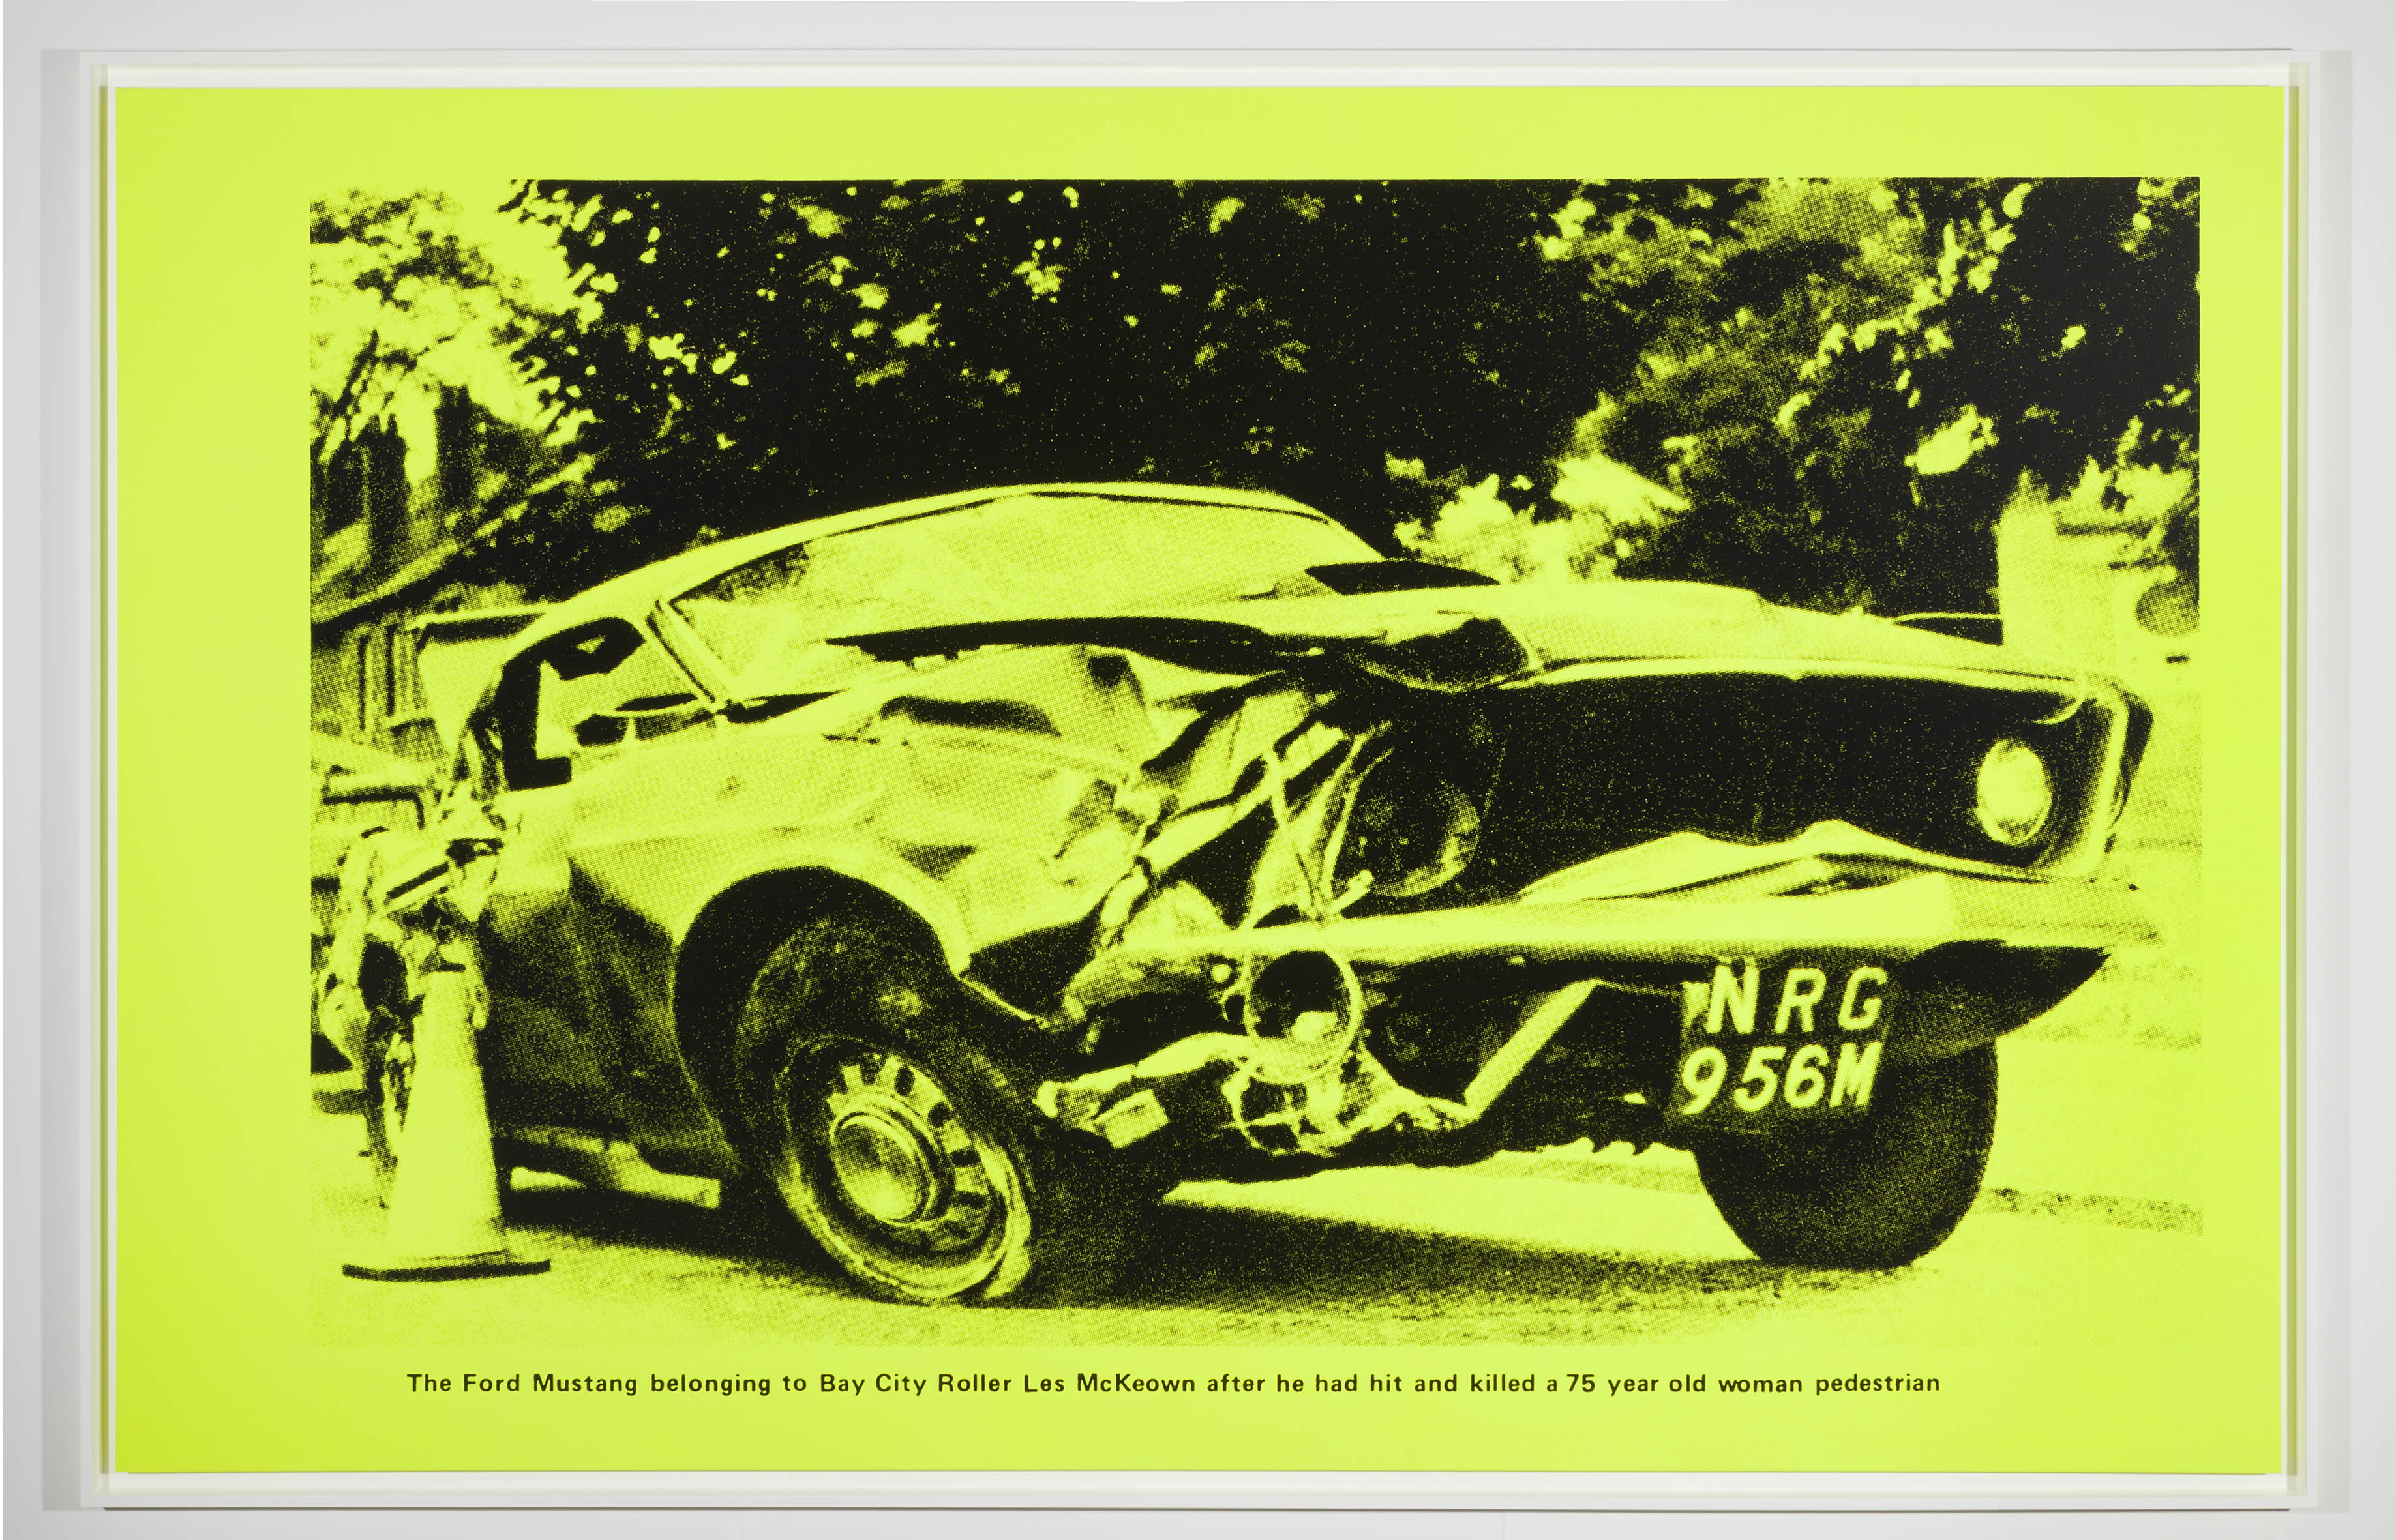 NRG
956M
The Ford Mustang belonging to Bay City Roller Les McKeown after he had hit and killed a 75 year old woman pedestrian